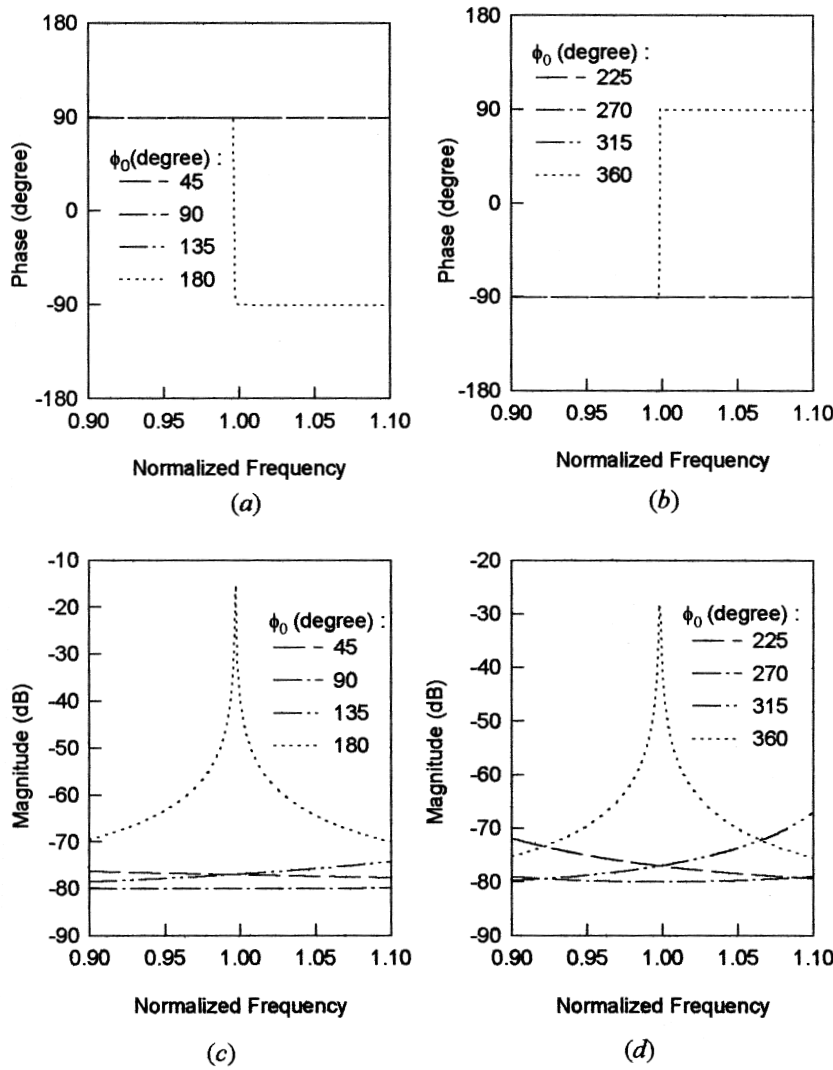 180
90
0
-90
-180
Phase (degree)
ϕ0(degree) :
45
90
135
180
0.90 0.95 1.00 1.05 1.10
Normalized Frequency
(a)
180
90
0
-90
-180
Phase (degree)
ϕ0 (degree) :
225
270
315
360
0.90 0.95 1.00 1.05 1.10
Normalized Frequency
(b)
-10
-20
-30
-40
-50
-60
-70
-80
-90
Magnitude (dB)
ϕ0 (degree) :
45
90
135
180
0.90 0.95 1.00 1.05 1.10
Normalized Frequency
(c)
-20
-30
-40
-50
-60
-70
-80
-90
Magnitude (dB)
ϕ0 (degree) :
225
270
315
360
0.90 0.95 1.00 1.05 1.10
Normalized Frequency
(d)